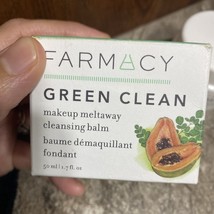 FARMACY
GREEN CLEAN
makeup meltaway
cleansing balm
baume démaquillant
fondant
50 ml / 1.7 fl. oz